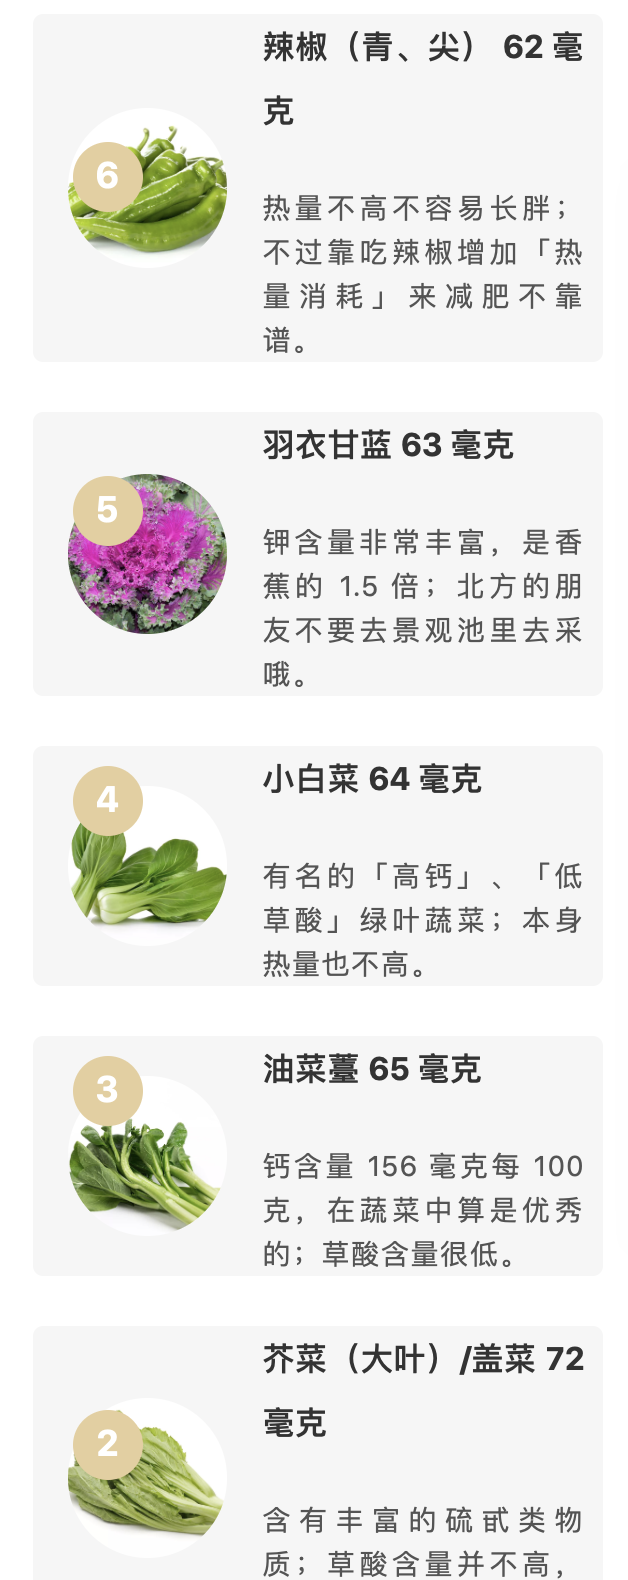 辣椒（青、尖） 62 毫
克
6
热量不高不容易长胖；
不过靠吃辣椒增加「热
量消耗」来减肥不靠
谱。
羽衣甘蓝 63 毫克
5
钾含量非常丰富，是香
蕉的 1.5 倍；北方的朋
友不要去景观池里去采
哦。
小白菜 64 毫克
4
有名的「高钙」、「低
草酸」绿叶蔬菜；本身
热量也不高。
油菜薹 65 毫克
3
钙含量 156 毫克每 100
克，在蔬菜中算是优秀
的；草酸含量很低。
芥菜（大叶）/盖菜 72
毫克
2
含有丰富的硫甙类物
质；草酸含量并不高，